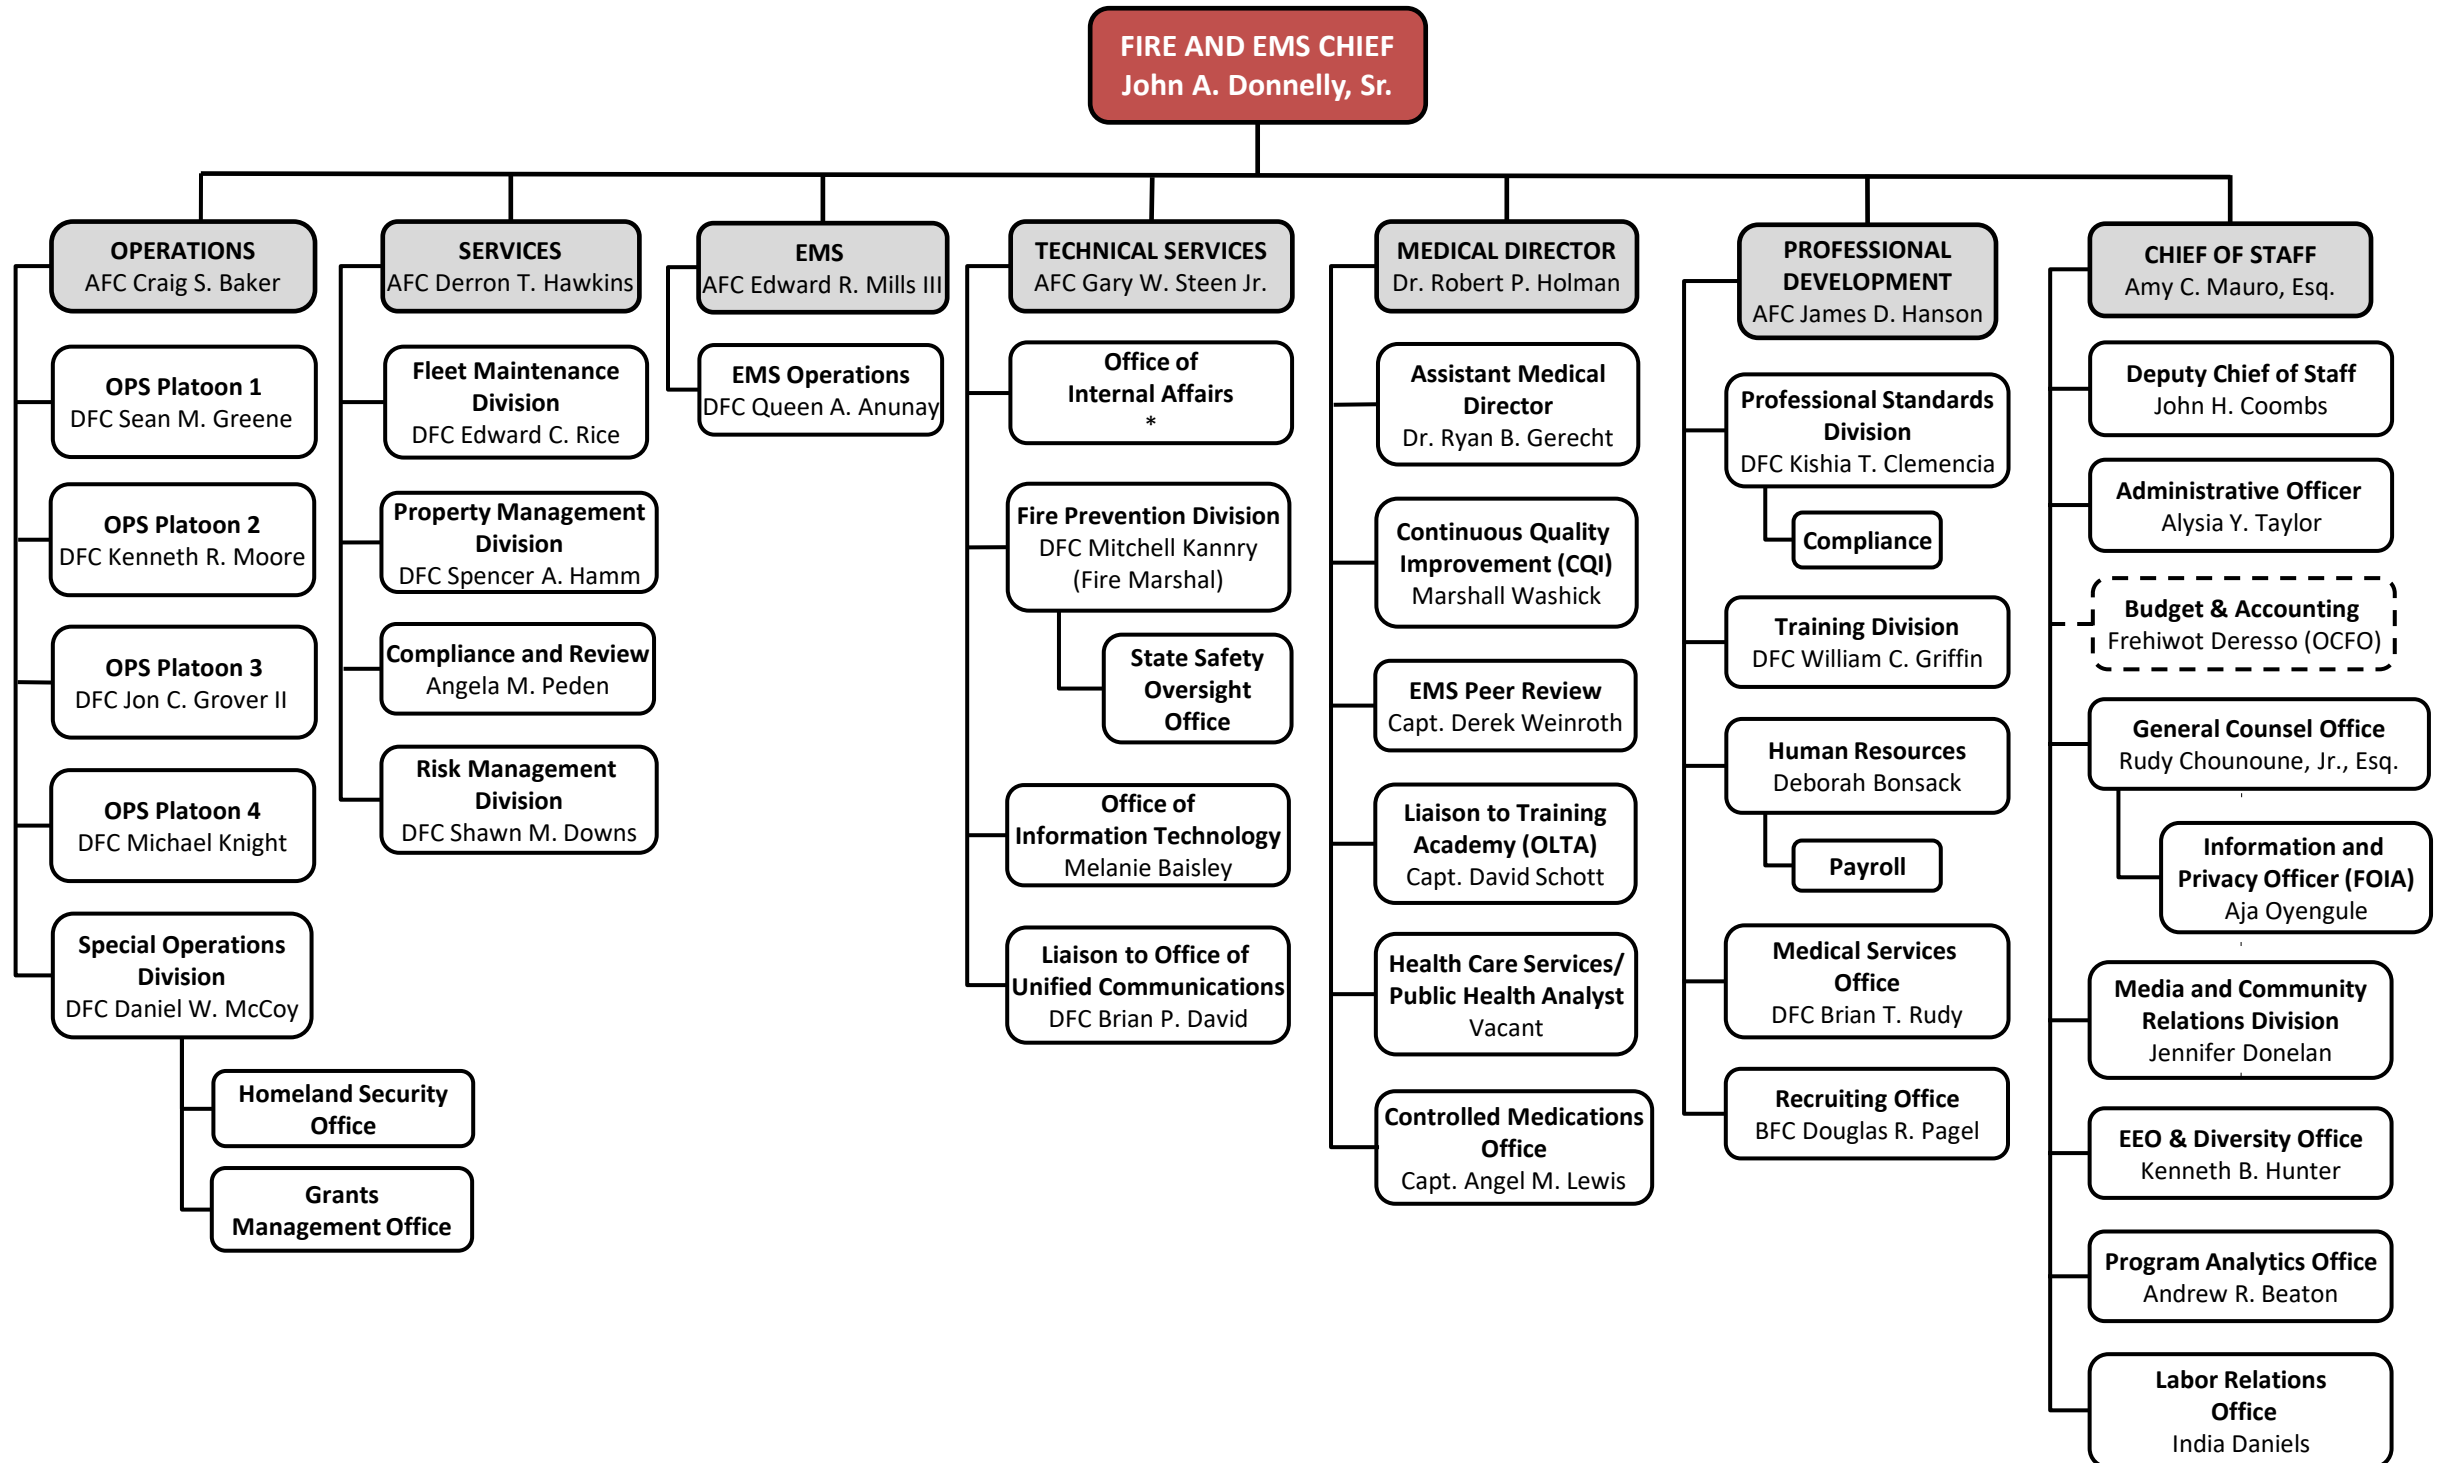 FIRE AND EMS CHIEF
John A. Donnelly, Sr.
OPERATIONS
AFC Craig S. Baker
OPS Platoon 1
DFC Sean M. Greene
OPS Platoon 2
DFC Kenneth R. Moore
OPS Platoon 3
DFC Jon C. Grover II
OPS Platoon 4
DFC Michael Knight
Special Operations
Division
DFC Daniel W. McCoy
Homeland Security
Office
Grants
Management Office
SERVICES
AFC Derron T. Hawkins
Fleet Maintenance
Division
DFC Edward C. Rice
Property Management
Division
DFC Spencer A. Hamm
Compliance and Review
Angela M. Peden
Risk Management
Division
DFC Shawn M. Downs
EMS
AFC Edward R. Mills III
EMS Operations
DFC Queen A. Anunay
TECHNICAL SERVICES
AFC Gary W. Steen Jr.
Office of
Internal Affairs
*
Fire Prevention Division
DFC Mitchell Kannry
(Fire Marshal)
State Safety
Oversight
Office
Office of
Information Technology
Melanie Baisley
Liaison to Office of
Unified Communications
DFC Brian P. David
MEDICAL DIRECTOR
Dr. Robert P. Holman
Assistant Medical
Director
Dr. Ryan B. Gerecht
Continuous Quality
Improvement (CQI)
Marshall Washick
EMS Peer Review
Capt. Derek Weinroth
Liaison to Training
Academy (OLTA)
Capt. David Schott
Health Care Services/
Public Health Analyst
Vacant
Controlled Medications
Office
Capt. Angel M. Lewis
PROFESSIONAL
DEVELOPMENT
AFC James D. Hanson
Professional Standards
Division
DFC Kishia T. Clemencia
Compliance
Training Division
DFC William C. Griffin
Human Resources
Deborah Bonsack
Payroll
Medical Services
Office
DFC Brian T. Rudy
Recruiting Office
BFC Douglas R. Pagel
CHIEF OF STAFF
Amy C. Mauro, Esq.
Deputy Chief of Staff
John H. Coombs
Administrative Officer
Alysia Y. Taylor
Budget & Accounting
Frehiwot Deresso (OCFO)
General Counsel Office
Rudy Chounoune, Jr., Esq.
Information and
Privacy Officer (FOIA)
Aja Oyengule
Media and Community
Relations Division
Jennifer Donelan
EEO & Diversity Office
Kenneth B. Hunter
Program Analytics Office
Andrew R. Beaton
Labor Relations
Office
India Daniels